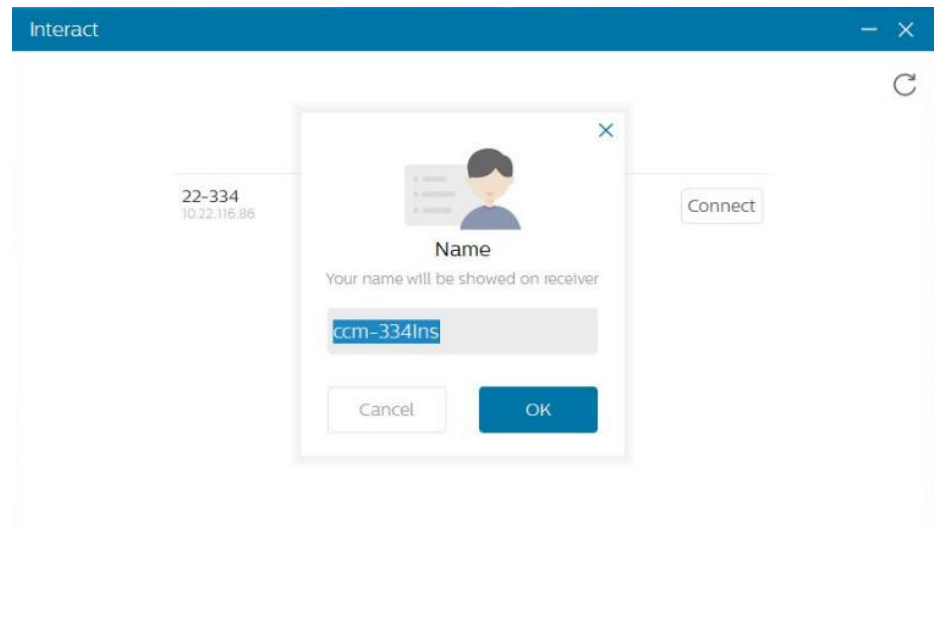 Interact
22-334
10.22.116.86
Connect
Name
Your name will be showed on receiver
ccm-334Ins
Cancel
OK